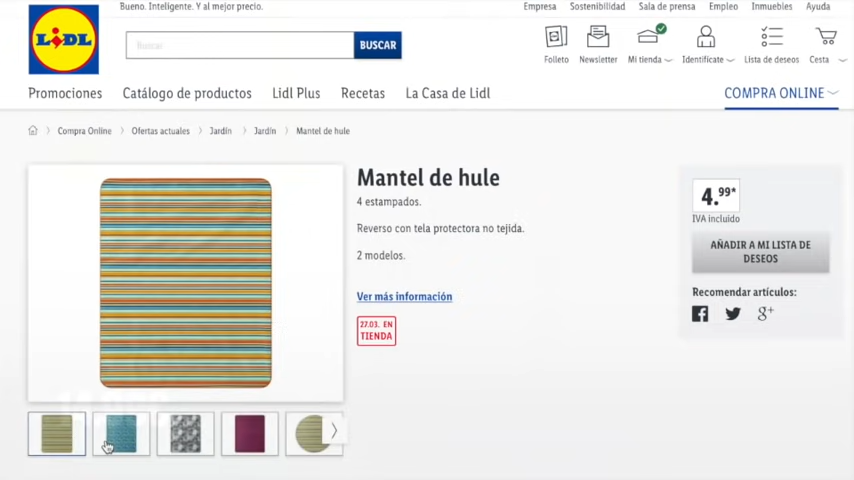 Bueno. Inteligente. Y al mejor precio.
Empresa Sostenibilidad Sala de prensa Empleo Inmuebles Ayuda
LIDL
Buscar
BUSCAR
Folleto Newsletter Mi tienda Identifícate Lista de deseos Cesta
Promociones Catálogo de productos Lidl Plus Recetas La Casa de Lidl COMPRA ONLINE
Compra Online Ofertas actuales Jardín Jardín Mantel de hule
Mantel de hule
4 estampados.
Reverso con tela protectora no tejida.
2 modelos.
Ver más información
27.03. EN
TIENDA
4.99*
IVA incluido
AÑADIR A MI LISTA DE
DESEOS
Recomendar artículos:
g+